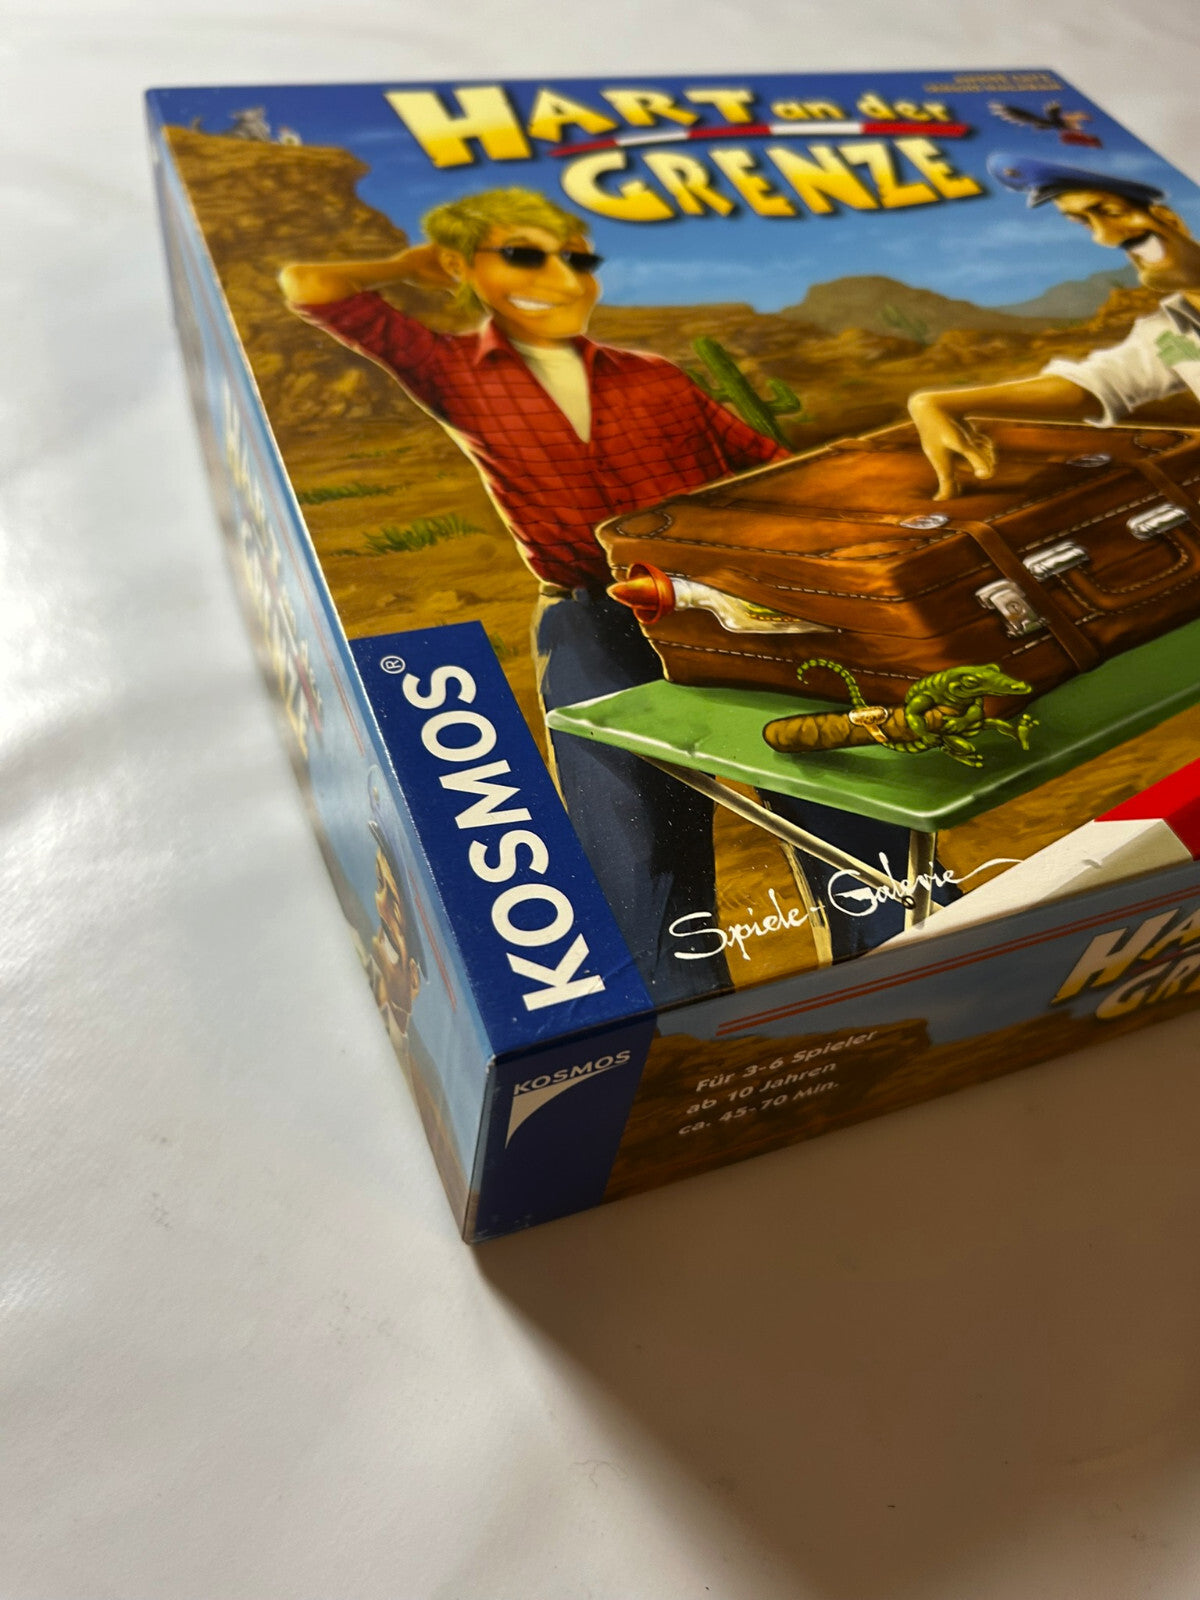 HART an der
GRENZE
KOSMOS®
Spiele-Galerie
KOSMOS
Für 3-6 Spieler
ab 10 Jahren
ca. 45-70 Min.